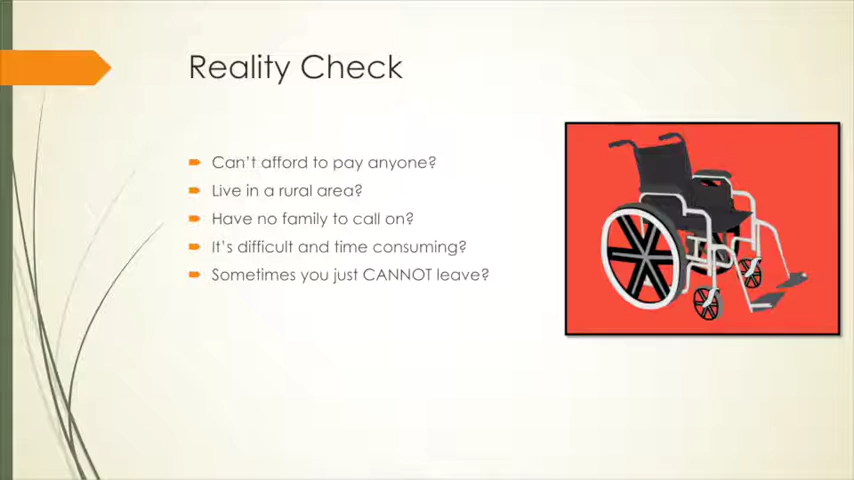 Reality Check
Can't afford to pay anyone?
Live in a rural area?
Have no family to call on?
It's difficult and time consuming?
Sometimes you just CANNOT leave?